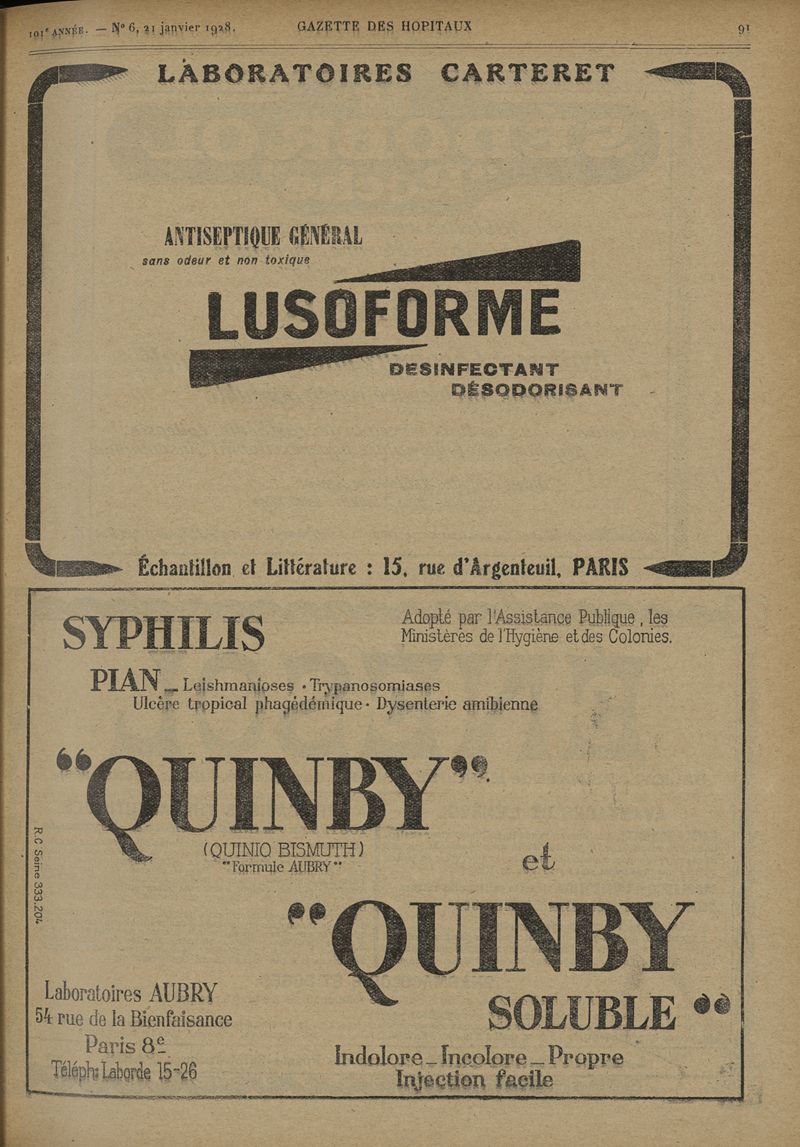 101e ANNÉE. — No 6, 21 janvier 1928. GAZETTE DES HOPITAUX 91
LABORATOIRES CARTERET
ANTISEPTIQUE GÉNÉRAL
sans odeur et non toxique
LUSOFORME
DESINFECTANT
DÉSODORISANT
Échantillon et Littérature : 15, rue d'Argenteuil, PARIS
SYPHILIS
Adopté par l'Assistance Publique, les
Ministères de l'Hygiène et des Colonies.
PIAN _ Leishmanioses • Trypanosomiases
Ulcère tropical phagédémique • Dysenterie amibienne
"QUINBY"
(QUINIO BISMUTH)
"Formule AUBRY"
et
"QUINBY
SOLUBLE"
R.C Seine 333.204
Laboratoires AUBRY
54 rue de la Bienfaisance
Paris 8e
Téléph: Laborde 15-26
Indolore _ Incolore _ Propre
Injection facile